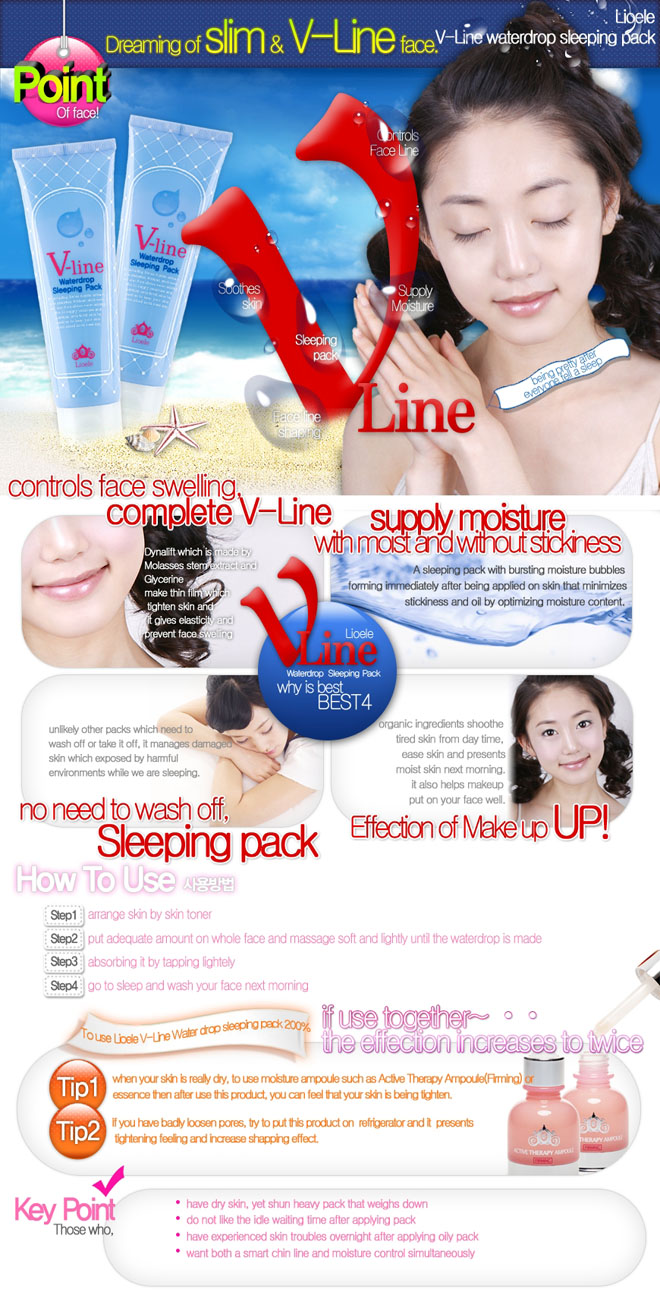 Dreaming of slim & V-Line face.
Lioele
V-Line waterdrop sleeping pack
Point
Of face!
Controls
Face Line
V-line
Waterdrop
Sleeping Pack
Lioele
V-line
Waterdrop
Sleeping Pack
Lioele
Soothes
skin
Supply
Moisture
Sleeping
pack
Face line
shaping
V Line
being pretty after
everyone fell a sleep
controls face swelling,
complete V-Line
supply moisture
with moist and without stickiness
Dynalift which is made by
Molasses stem extract and
Glycerine
make thin film which
tighten skin and
it gives elasticity and
prevent face swelling
A sleeping pack with bursting moisture bubbles
forming immediately after being applied on skin that minimizes
stickiness and oil by optimizing moisture content.
Lioele
V Line
Waterdrop Sleeping Pack
why is best
BEST4
unlikely other packs which need to
wash off or take it off, it manages damaged
skin which exposed by harmful
environments while we are sleeping.
organic ingredients shoothe
tired skin from day time,
ease skin and presents
moist skin next morning.
it also helps makeup
put on your face well.
no need to wash off,
Sleeping pack
Effection of Make up UP!
How To Use 사용방법
Step1 arrange skin by skin toner
Step2 put adequate amount on whole face and massage soft and lightly until the waterdrop is made
Step3 absorbing it by tapping lightely
Step4 go to sleep and wash your face next morning
To use Lioele V-Line Water drop sleeping pack 200%
if use together~ · ·
the effection increases to twice
Tip1 when your skin is really dry, to use moisture ampoule such as Active Therapy Ampoule(Firming) or
essence then after use this product, you can feel that your skin is being tighten.
Tip2 If you have badly loosen pores, try to put this product on refrigerator and it presents
tightening feeling and increase shapping effect.
ACTIVE THERAPY AMPOULE
ACTIVE THERAPY AMPOULE
Key Point
Those who,
• have dry skin, yet shun heavy pack that weighs down
• do not like the idle waiting time after applying pack
• have experienced skin troubles overnight after applying oily pack
• want both a smart chin line and moisture control simultaneously